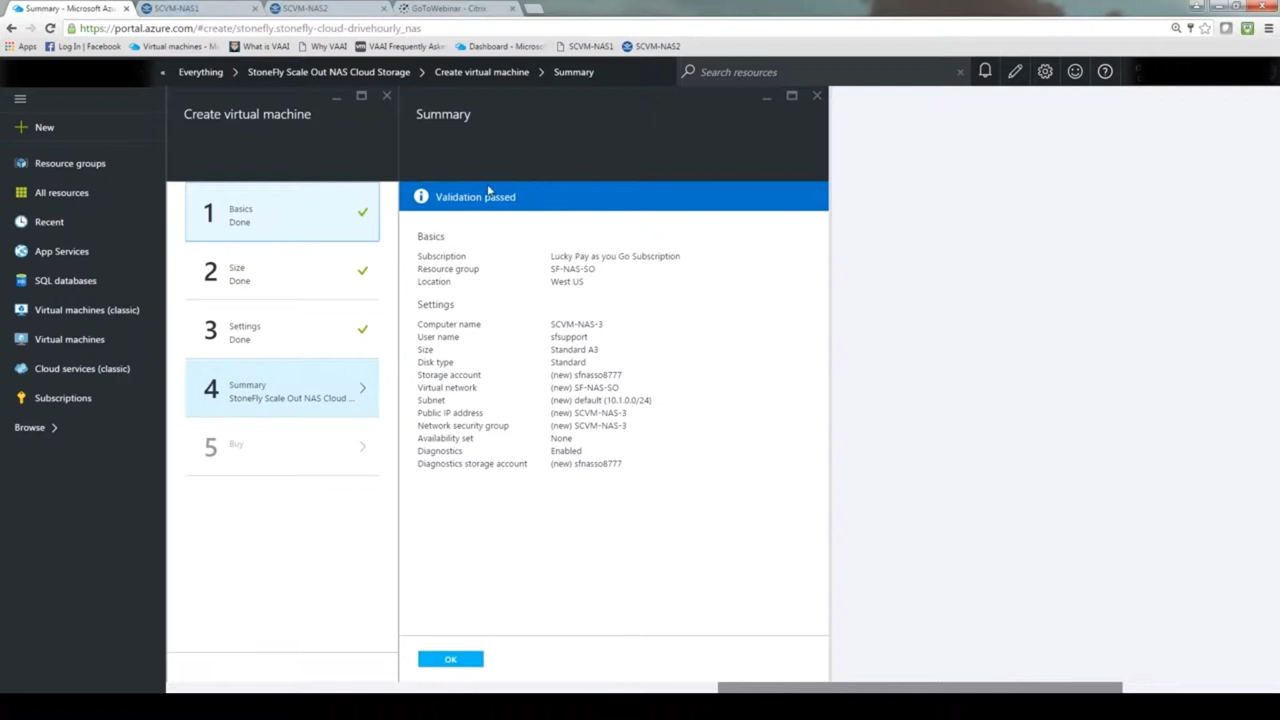 Summary - Microsoft Az
SCVM-NAS1
SCVM-NAS2
GoToWebinar - Citrix
https://portal.azure.com/#create/stonefly.stonefly-cloud-drivehourly_nas
Apps
Log In | Facebook
Virtual machines - M
What is VAAI
Why VAAI
VAAI Frequently Aske
Dashboard - Microso
SCVM-NAS1
SCVM-NAS2
« Everything > StoneFly Scale Out NAS Cloud Storage > Create virtual machine > Summary
Search resources
New
Resource groups
All resources
Recent
App Services
SQL databases
Virtual machines (classic)
Virtual machines
Cloud services (classic)
Subscriptions
Browse >
Create virtual machine
1 Basics
Done
2 Size
Done
3 Settings
Done
4 Summary
StoneFly Scale Out NAS Cloud ...
5 Buy
Summary
Validation passed
Basics
Subscription Lucky Pay as you Go Subscription
Resource group SF-NAS-SO
Location West US
Settings
Computer name SCVM-NAS-3
User name sfsupport
Size Standard A3
Disk type Standard
Storage account (new) sfnasso8777
Virtual network (new) SF-NAS-SO
Subnet (new) default (10.1.0.0/24)
Public IP address (new) SCVM-NAS-3
Network security group (new) SCVM-NAS-3
Availability set None
Diagnostics Enabled
Diagnostics storage account (new) sfnasso8777
OK